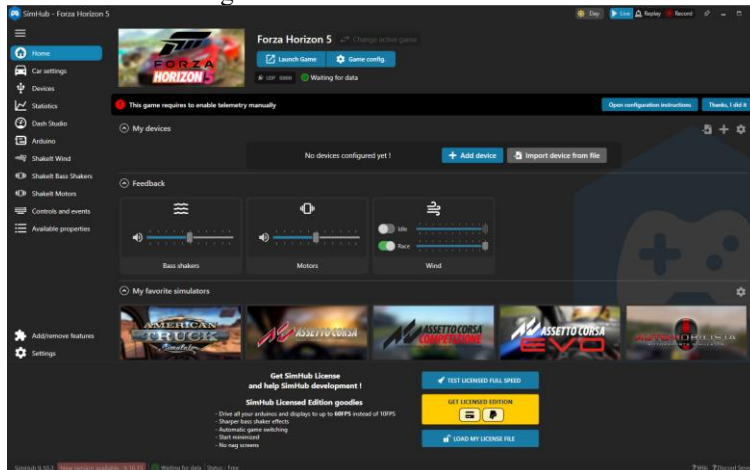 SimHub - Forza Horizon 5
Day
Live
Replay
Record
Home
Car settings
Devices
Statistics
Dash Studio
Arduino
ShakeIt Wind
ShakeIt Bass Shakers
ShakeIt Motors
Controls and events
Available properties
Add/remove features
Settings
FORZA
HORIZON 5
Forza Horizon 5
Change active game
Launch Game
Game config.
UDP
Waiting for data
This game requires to enable telemetry manually
Open configuration instructions
Thanks, I did it
My devices
No devices configured yet !
Add device
Import device from file
Feedback
Bass shakers
Motors
Idle
Race
Wind
My favorite simulators
AMERICAN
TRUCK
Simulator
ASSETTO CORSA
ASSETTO CORSA
COMPETIZIONE
ASSETTO CORSA
EVO
AUTOMOBILISTA
Get SimHub License
and help SimHub development !
SimHub Licensed Edition goodies
- Drive all your arduinos and displays to up to 60FPS instead of 10FPS
- Sharper bass shaker effects
- Automatic game switching
- Start minimized
- No nag screens
TEST LICENSED FULL SPEED
GET LICENSED EDITION
LOAD MY LICENSE FILE
New version available
Waiting for data
Status : Free
Wiki